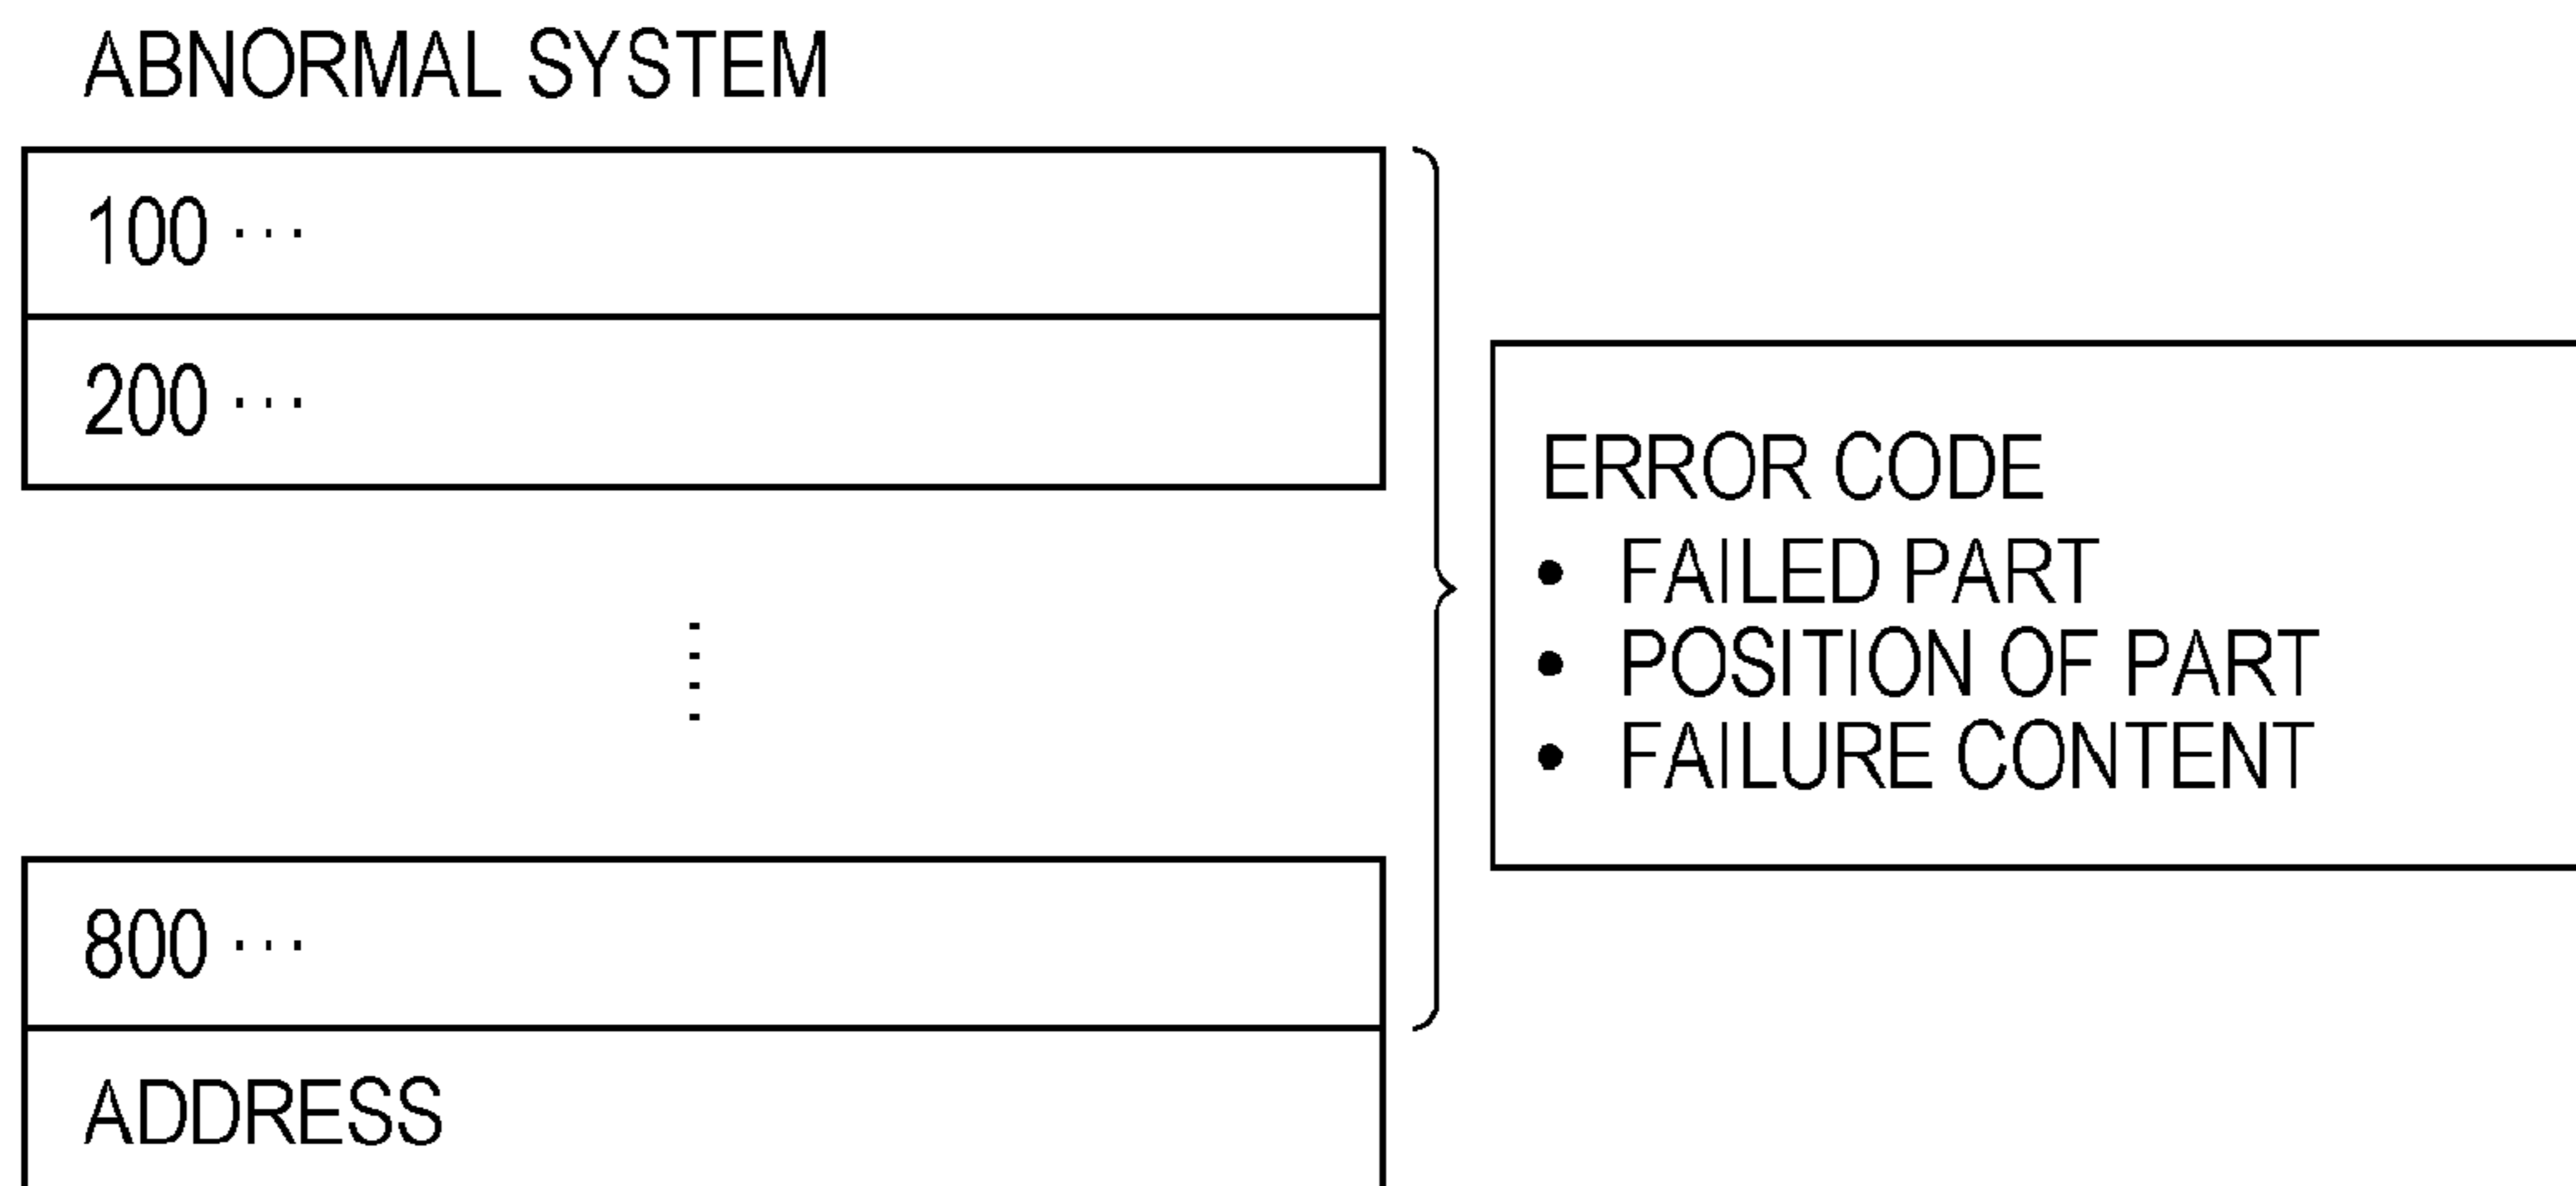 ABNORMAL SYSTEM
100 ···
200 ···
800 ···
ADDRESS
ERROR CODE
• FAILED PART
• POSITION OF PART
• FAILURE CONTENT